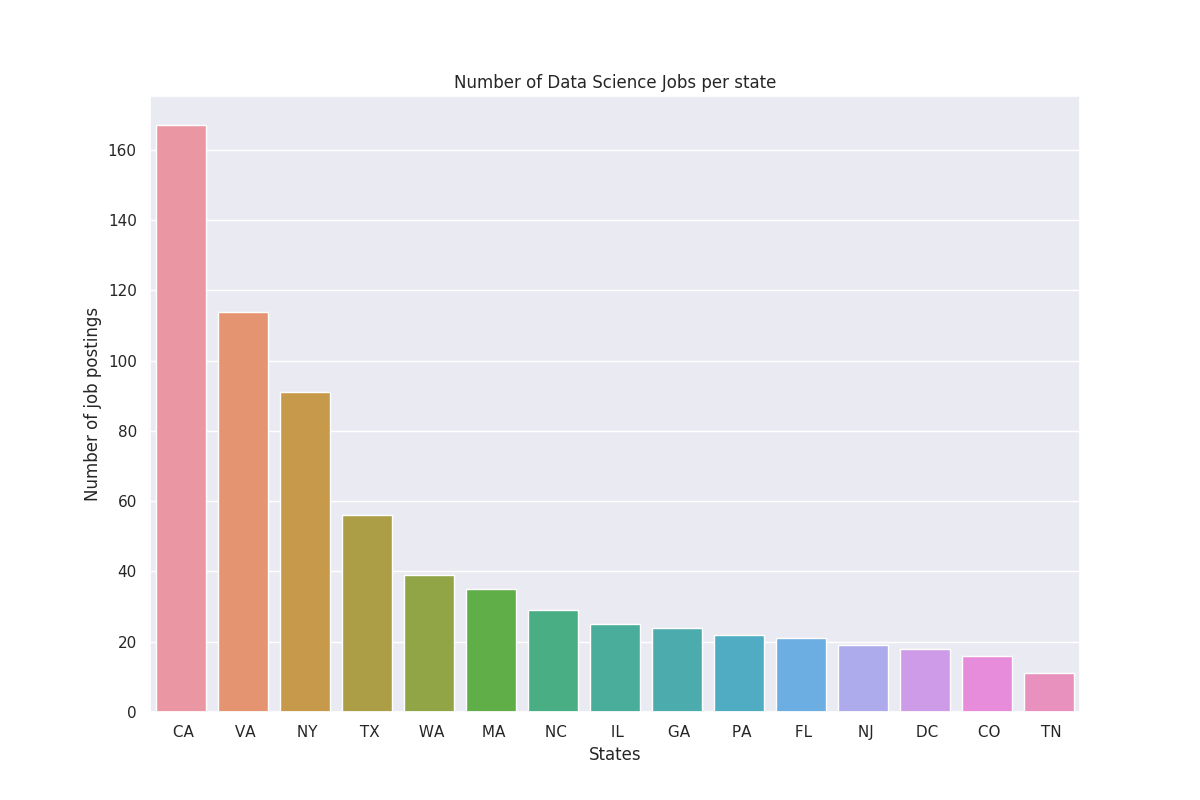 Number of Data Science Jobs per state
Number of job postings
160
140
120
100
80
60
40
20
0
CA VA NY TX WA MA NC IL GA PA FL NJ DC CO TN
States